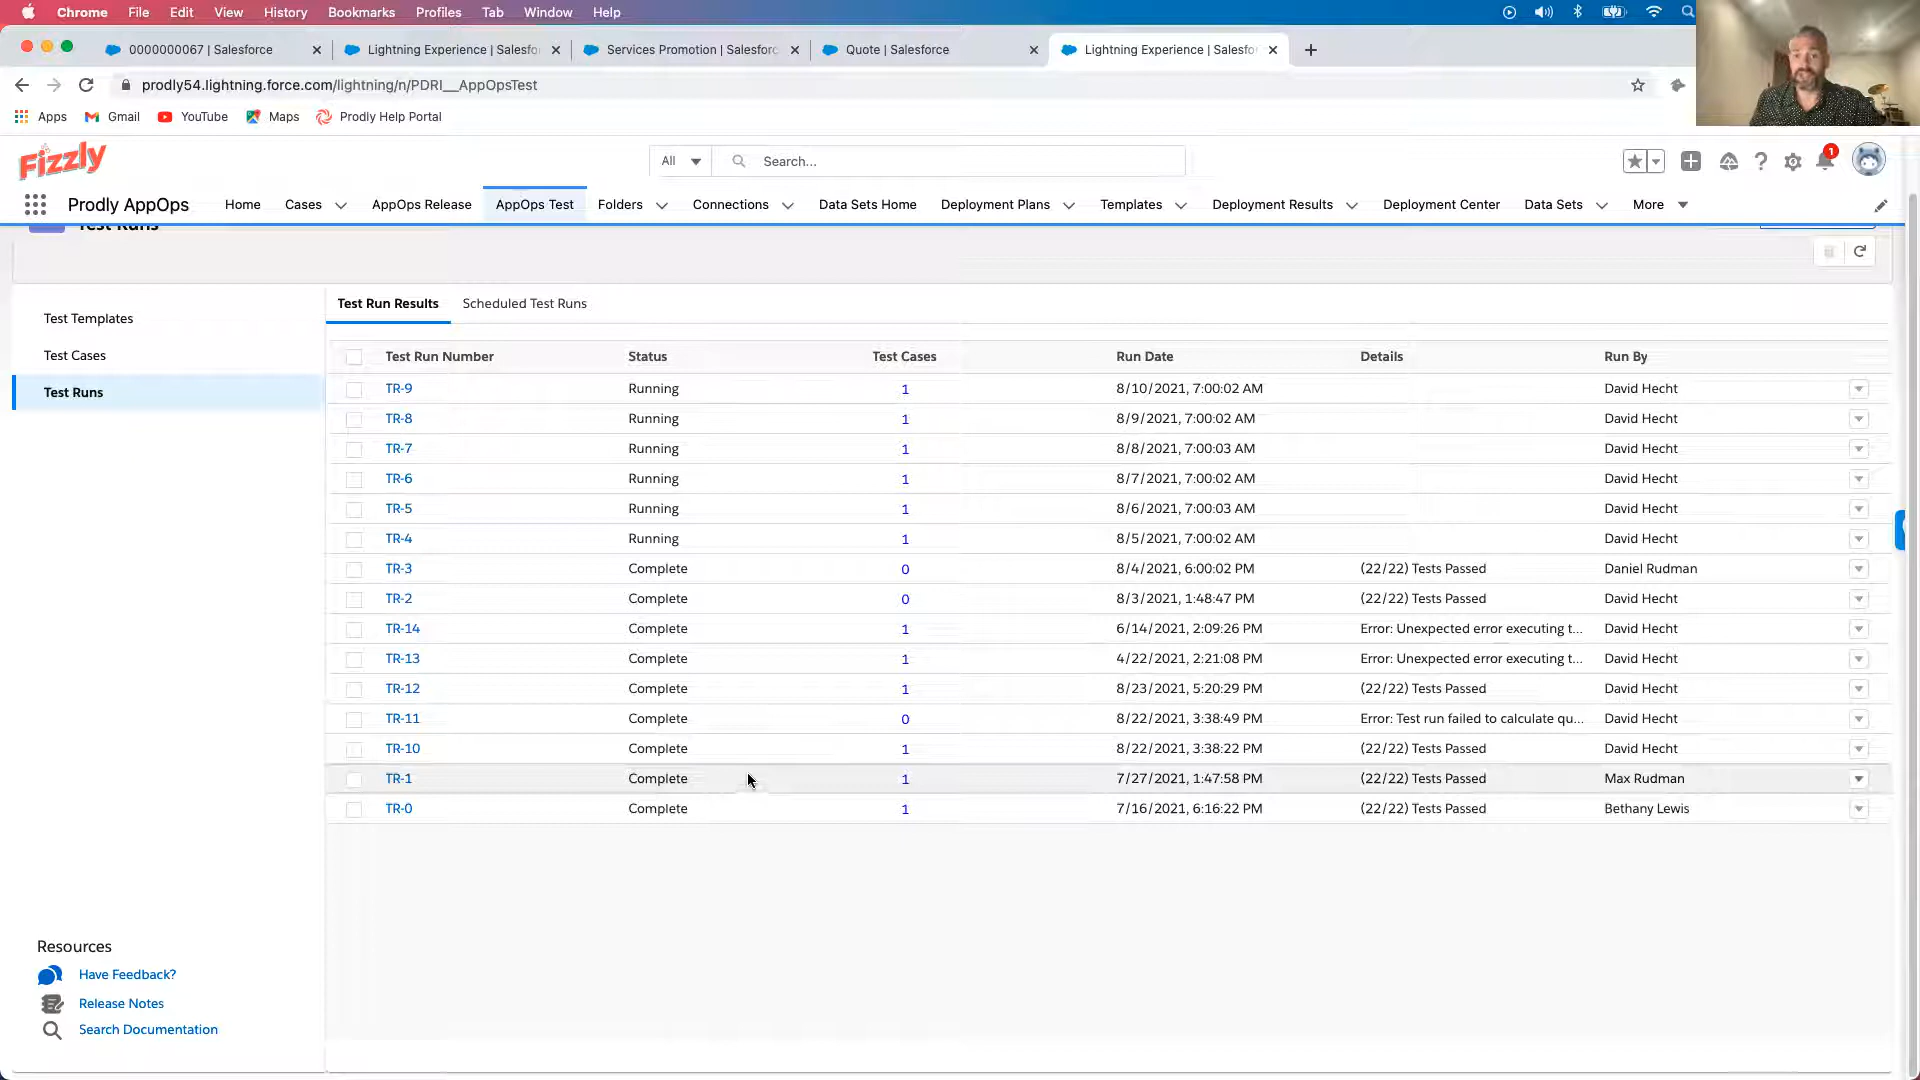 Chrome File Edit View History Bookmarks Profiles Tab Window Help
0000000067 | Salesforce
Lightning Experience | Salesfo
Services Promotion | Salesforc
Quote | Salesforce
Lightning Experience | Salesfo
prodly54.lightning.force.com/lightning/n/PDRI__AppOpsTest
Apps Gmail YouTube Maps Prodly Help Portal
Fizzly
All Search...
1
Prodly AppOps Home Cases AppOps Release AppOps Test Folders Connections Data Sets Home Deployment Plans Templates Deployment Results Deployment Center Data Sets More
Test Runs
Test Templates
Test Cases
Test Runs
Test Run Results Scheduled Test Runs
Test Run Number Status Test Cases Run Date Details Run By
TR-9 Running 1 8/10/2021, 7:00:02 AM David Hecht
TR-8 Running 1 8/9/2021, 7:00:02 AM David Hecht
TR-7 Running 1 8/8/2021, 7:00:03 AM David Hecht
TR-6 Running 1 8/7/2021, 7:00:02 AM David Hecht
TR-5 Running 1 8/6/2021, 7:00:03 AM David Hecht
TR-4 Running 1 8/5/2021, 7:00:02 AM David Hecht
TR-3 Complete 0 8/4/2021, 6:00:02 PM (22/22) Tests Passed Daniel Rudman
TR-2 Complete 0 8/3/2021, 1:48:47 PM (22/22) Tests Passed David Hecht
TR-14 Complete 1 6/14/2021, 2:09:26 PM Error: Unexpected error executing t... David Hecht
TR-13 Complete 1 4/22/2021, 2:21:08 PM Error: Unexpected error executing t... David Hecht
TR-12 Complete 1 8/23/2021, 5:20:29 PM (22/22) Tests Passed David Hecht
TR-11 Complete 0 8/22/2021, 3:38:49 PM Error: Test run failed to calculate qu... David Hecht
TR-10 Complete 1 8/22/2021, 3:38:22 PM (22/22) Tests Passed David Hecht
TR-1 Complete 1 7/27/2021, 1:47:58 PM (22/22) Tests Passed Max Rudman
TR-0 Complete 1 7/16/2021, 6:16:22 PM (22/22) Tests Passed Bethany Lewis
Resources
Have Feedback?
Release Notes
Search Documentation